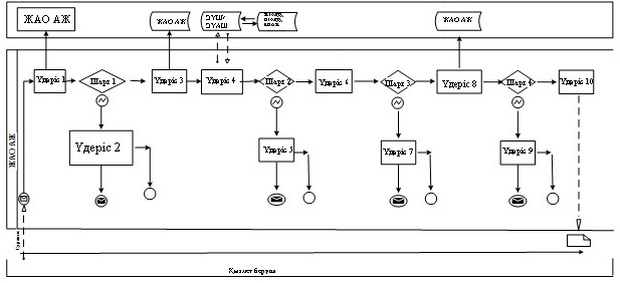 ЖАО АЖ
ЖАО АЖ
ЭҮШ/
ЭҮАШ
ЖАО АЖ
Үдеріс 1
Шарт 1
Үдеріс 3
Үдеріс 4
Шарт 2
Үдеріс 6
Шарт 3
Үдеріс 8
Шарт 4
Үдеріс 10
ЖАО АЖ
Үдеріс 2
Үдеріс 5
Үдеріс 7
Үдеріс 9
Қызмет беруші